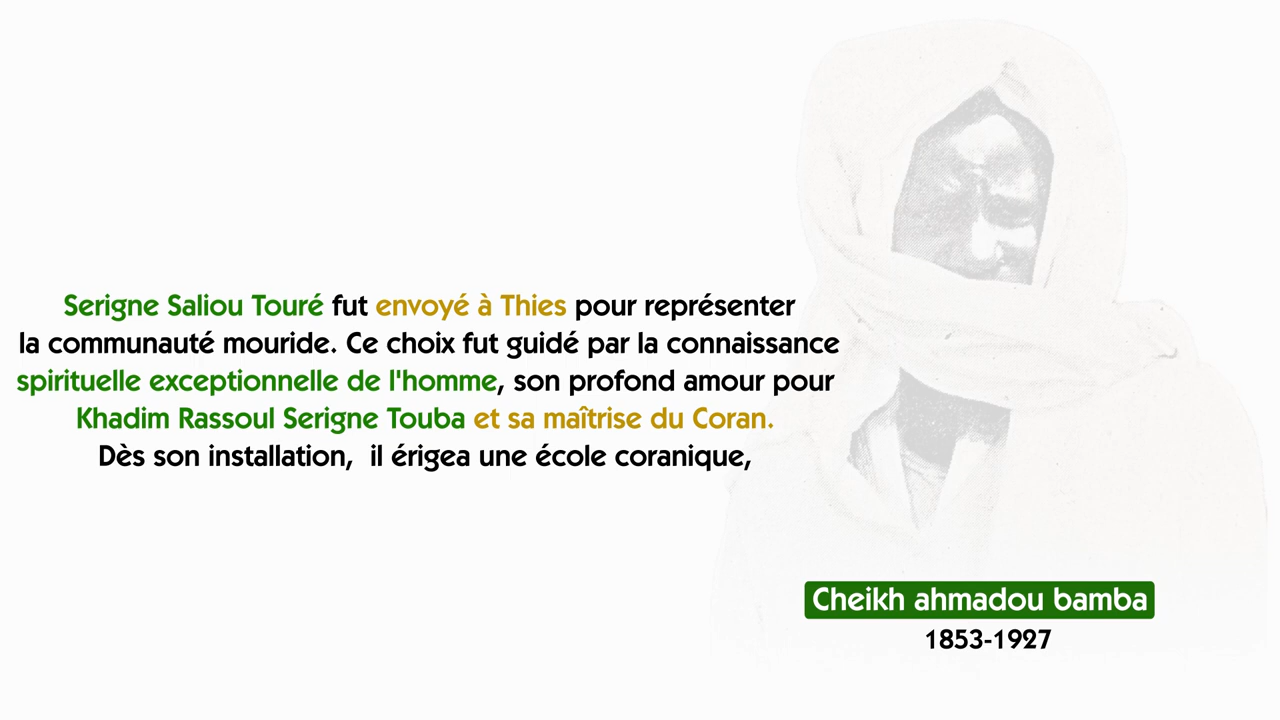 Serigne Saliou Touré fut envoyé à Thies pour représenter
la communauté mouride. Ce choix fut guidé par la connaissance
spirituelle exceptionnelle de l'homme, son profond amour pour
Khadim Rassoul Serigne Touba et sa maîtrise du Coran.
Dès son installation,  il érigea une école coranique,
Cheikh ahmadou bamba
1853-1927